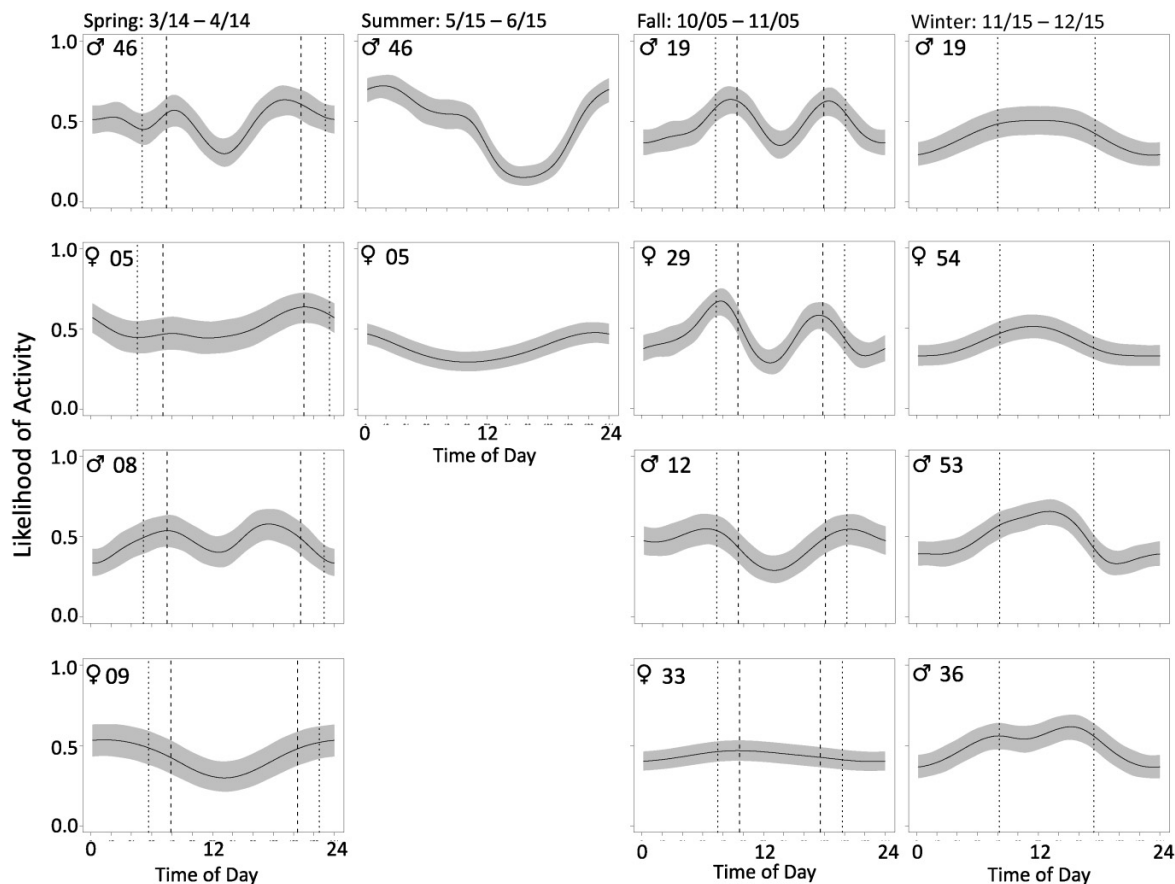 Spring: 3/14 – 4/14
Summer: 5/15 – 6/15
Fall: 10/05 – 11/05
Winter: 11/15 – 12/15
1.0
0.5
0.0
♂ 46
♂ 46
♂ 19
♂ 19
1.0
0.5
0.0
♀ 05
♀ 05
♀ 29
♀ 54
0 12 24
Time of Day
1.0
0.5
0.0
♂ 08
♂ 12
♂ 53
1.0
0.5
0.0
♀ 09
♀ 33
♂ 36
Likelihood of Activity
0 12 24
Time of Day
0 12 24
Time of Day
0 12 24
Time of Day